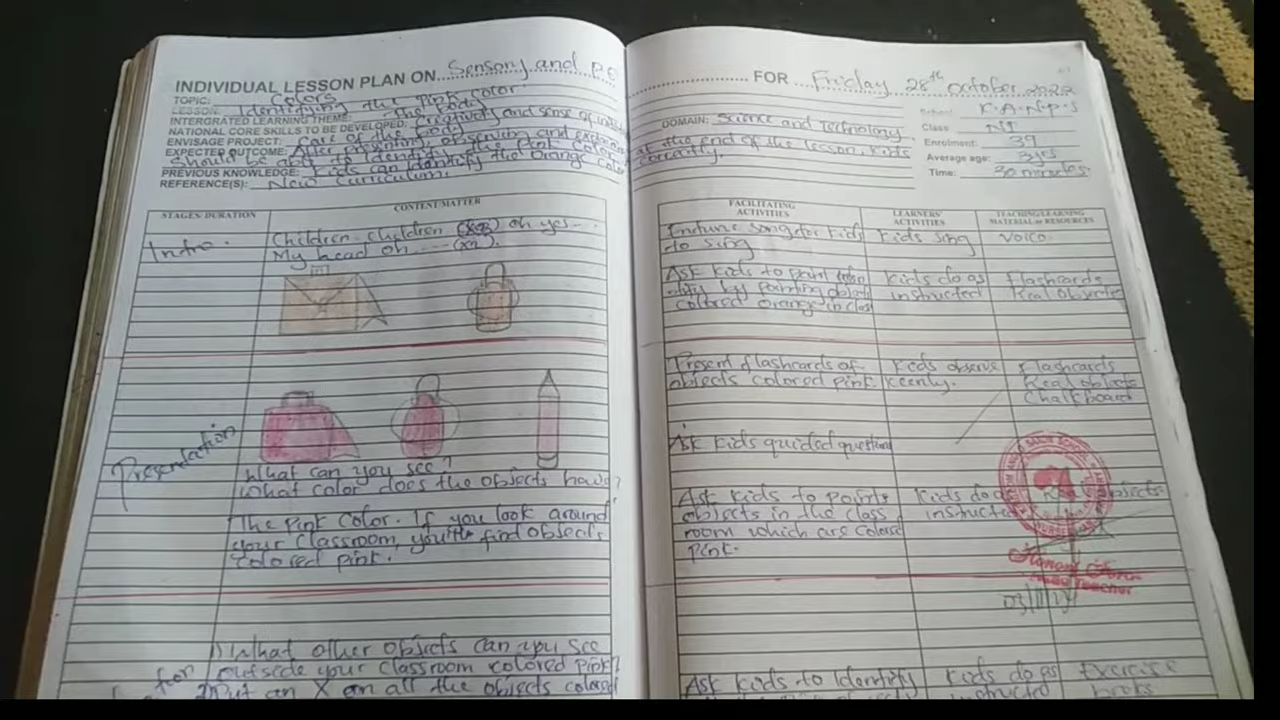 INDIVIDUAL LESSON PLAN ON Sensory and
FOR Friday 28th October 2022
TOPIC: Colors
LESSON: Identifying the pink color.
INTERGRATED LEARNING THEME: The body
NATIONAL CORE SKILLS TO BE DEVELOPED: Creativity and sense of
ENVISAGE PROJECT: Care of the body
EXPECTED OUTCOME: After presenting, observing and
should be able to identify the pink color
PREVIOUS KNOWLEDGE: Kids can identify the orange color
REFERENCE(S): New curriculum.
DOMAIN: Science and Technology
at the end of the lesson, kids
correctly.
School: K.A.N.P.S
Class N1
Enrolment: 39
Average age: 3yrs
Time: 30 minutes
STAGES/DURATION
CONTENT/MATTER
FACILITATING ACTIVITIES
LEARNERS' ACTIVITIES
TEACHING/LEARNING MATERIAL or RESOURCES
Intro.
Children children oh yes...
My head oh .... (x2).
Intune song for kids
to sing
Kids sing
Voice
Ask kids to
by pointing objects
colored orange in class
Kids do as
instructed
Flashcards
Real objects
Presentation
What can you see?
What color does the objects have?
The pink color. If you look around
your classroom, you'll find objects
colored pink.
Present flashcards of
objects colored pink.
Kids observe
keenly.
Flashcards
Real objects
Chalkboard
Ask kids guided question
Ask kids to points
objects in the class
room which are colored
pink.
Kids do as
instructed
Real objects
Head Teacher
1) What other objects can you see
outside your classroom colored pink?
2) Put an X on all the objects colored
Ask kids to identify
Kids do as
instructed
Exercise
books